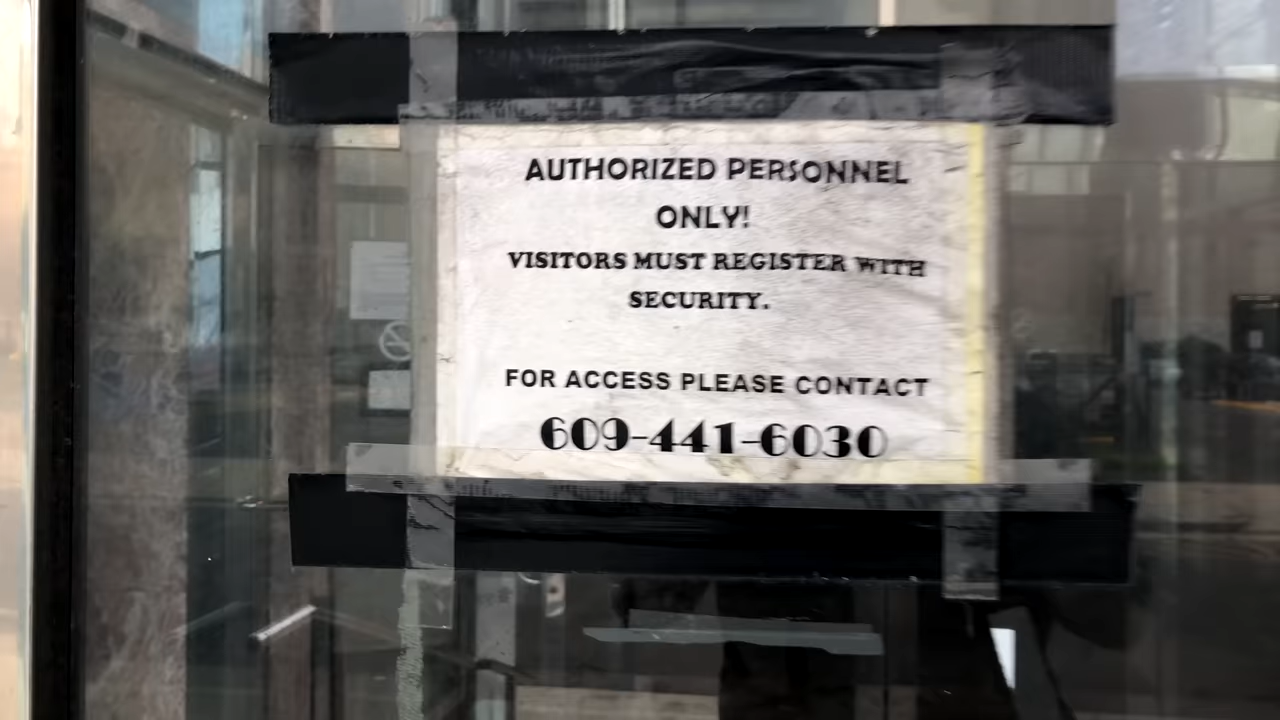 AUTHORIZED PERSONNEL
ONLY!
VISITORS MUST REGISTER WITH
SECURITY.
FOR ACCESS PLEASE CONTACT
609-441-6030